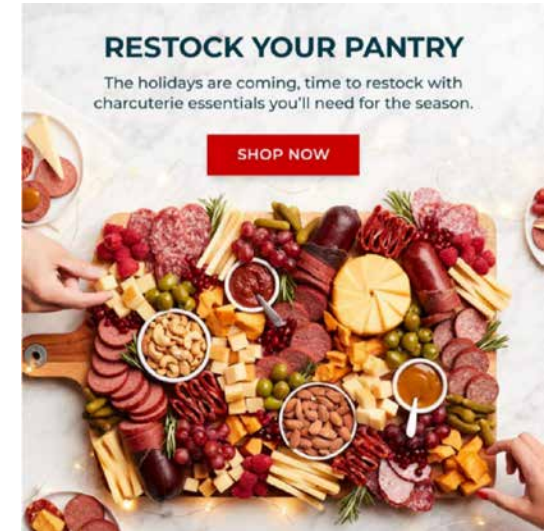 RESTOCK YOUR PANTRY
The holidays are coming, time to restock with
charcuterie essentials you'll need for the season.
SHOP NOW